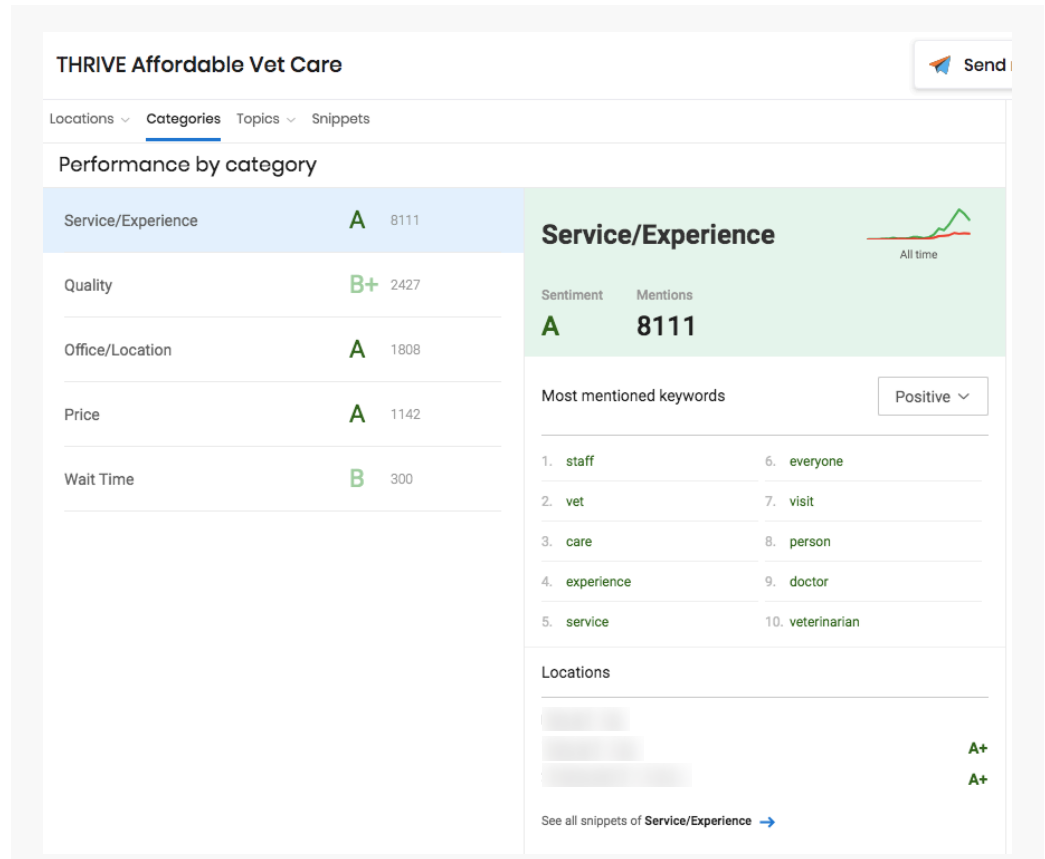 THRIVE Affordable Vet Care
Send
Locations Categories Topics Snippets
Performance by category
Service/Experience A 8111
Quality B+ 2427
Office/Location A 1808
Price A 1142
Wait Time B 300
Service/Experience
All time
Sentiment Mentions
A 8111
Most mentioned keywords
Positive
1. staff
2. vet
3. care
4. experience
5. service
6. everyone
7. visit
8. person
9. doctor
10. veterinarian
Locations
A+
A+
See all snippets of Service/Experience →